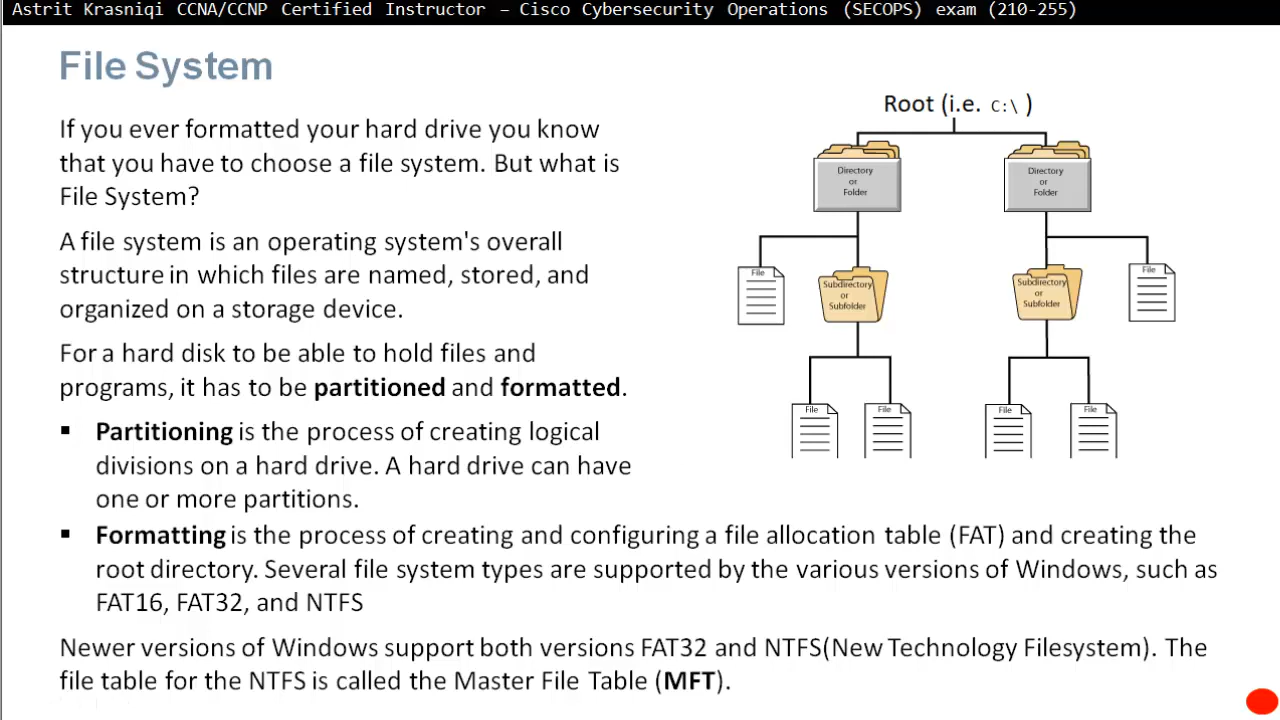 Astrit Krasniqi CCNA/CCNP Certified Instructor – Cisco Cybersecurity Operations (SECOPS) exam (210-255)
File System
If you ever formatted your hard drive you know
that you have to choose a file system. But what is
File System?
A file system is an operating system's overall
structure in which files are named, stored, and
organized on a storage device.
For a hard disk to be able to hold files and
programs, it has to be partitioned and formatted.
▪ Partitioning is the process of creating logical
divisions on a hard drive. A hard drive can have
one or more partitions.
▪ Formatting is the process of creating and configuring a file allocation table (FAT) and creating the
root directory. Several file system types are supported by the various versions of Windows, such as
FAT16, FAT32, and NTFS
Newer versions of Windows support both versions FAT32 and NTFS(New Technology Filesystem). The
file table for the NTFS is called the Master File Table (MFT).
Root (i.e. C:\ )
Directory
or
Folder
Directory
or
Folder
File
Subdirectory
or
Subfolder
Subdirectory
or
Subfolder
File
File
File
File
File